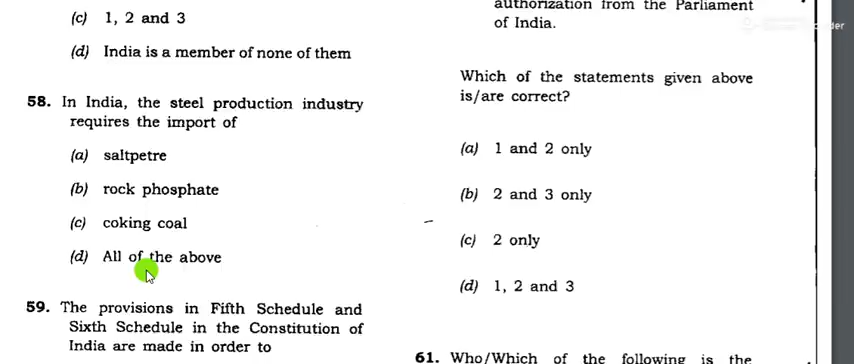 (c) 1, 2 and 3
(d) India is a member of none of them
58. In India, the steel production industry
requires the import of
(a) saltpetre
(b) rock phosphate
(c) coking coal
(d) All of the above
59. The provisions in Fifth Schedule and
Sixth Schedule in the Constitution of
India are made in order to
authorization from the Parliament
of India.
Which of the statements given above
is/are correct?
(a) 1 and 2 only
(b) 2 and 3 only
(c) 2 only
(d) 1, 2 and 3
61. Who/Which of the following is the